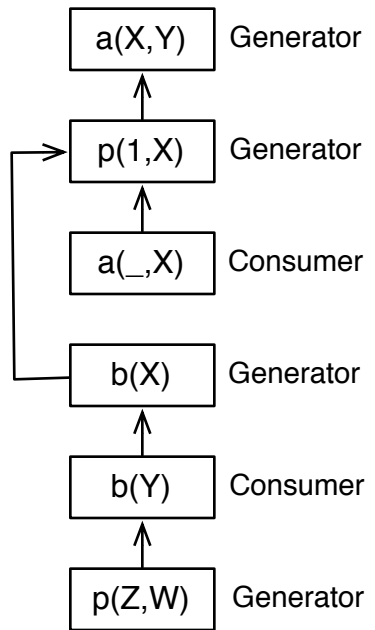 a(X,Y) Generator
p(1,X) Generator
a(_,X) Consumer
b(X) Generator
b(Y) Consumer
p(Z,W) Generator